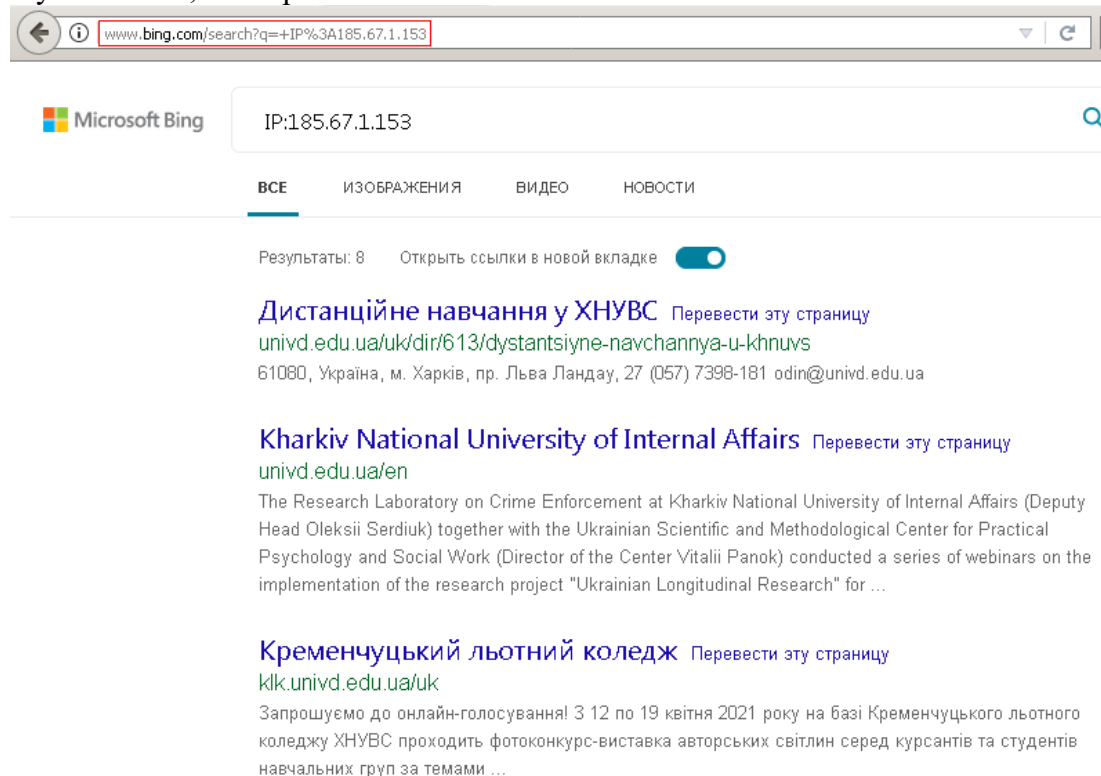 www.bing.com/search?q=+IP%3A185.67.1.153
Microsoft Bing
IP:185.67.1.153
ВСЕ ИЗОБРАЖЕНИЯ ВИДЕО НОВОСТИ
Результаты: 8 Открыть ссылки в новой вкладке
Дистанційне навчання у ХНУВС Перевести эту страницу
univd.edu.ua/uk/dir/613/dystantsiyne-navchannya-u-khnuvs
61080, Україна, м. Харків, пр. Льва Ландау, 27 (057) 7398-181 odin@univd.edu.ua
Kharkiv National University of Internal Affairs Перевести эту страницу
univd.edu.ua/en
The Research Laboratory on Crime Enforcement at Kharkiv National University of Internal Affairs (Deputy
Head Oleksii Serdiuk) together with the Ukrainian Scientific and Methodological Center for Practical
Psychology and Social Work (Director of the Center Vitalii Panok) conducted a series of webinars on the
implementation of the research project "Ukrainian Longitudinal Research" for ...
Кременчуцький льотний коледж Перевести эту страницу
klk.univd.edu.ua/uk
Запрошуємо до онлайн-голосування! З 12 по 19 квітня 2021 року на базі Кременчуцького льотного
коледжу ХНУВС проходить фотоконкурс-виставка авторських світлин серед курсантів та студентів
навчальних груп за темами ...